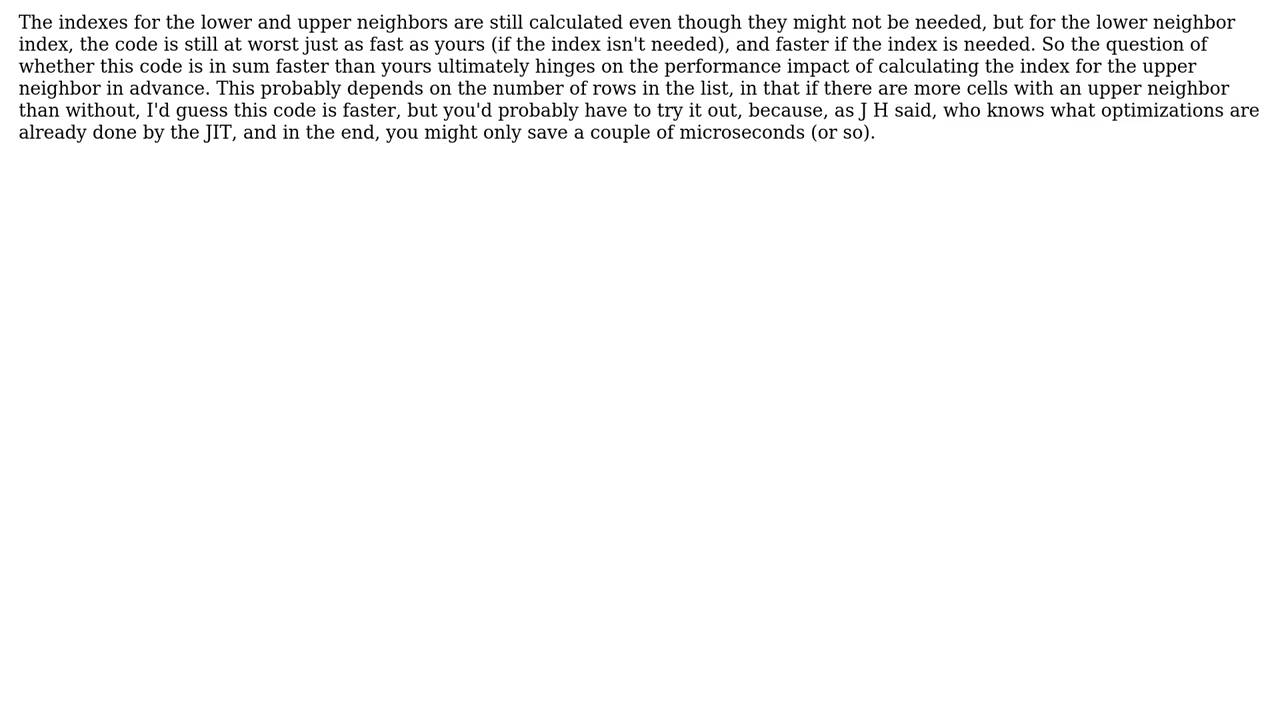 The indexes for the lower and upper neighbors are still calculated even though they might not be needed, but for the lower neighbor
index, the code is still at worst just as fast as yours (if the index isn't needed), and faster if the index is needed. So the question of
whether this code is in sum faster than yours ultimately hinges on the performance impact of calculating the index for the upper
neighbor in advance. This probably depends on the number of rows in the list, in that if there are more cells with an upper neighbor
than without, I'd guess this code is faster, but you'd probably have to try it out, because, as J H said, who knows what optimizations are
already done by the JIT, and in the end, you might only save a couple of microseconds (or so).